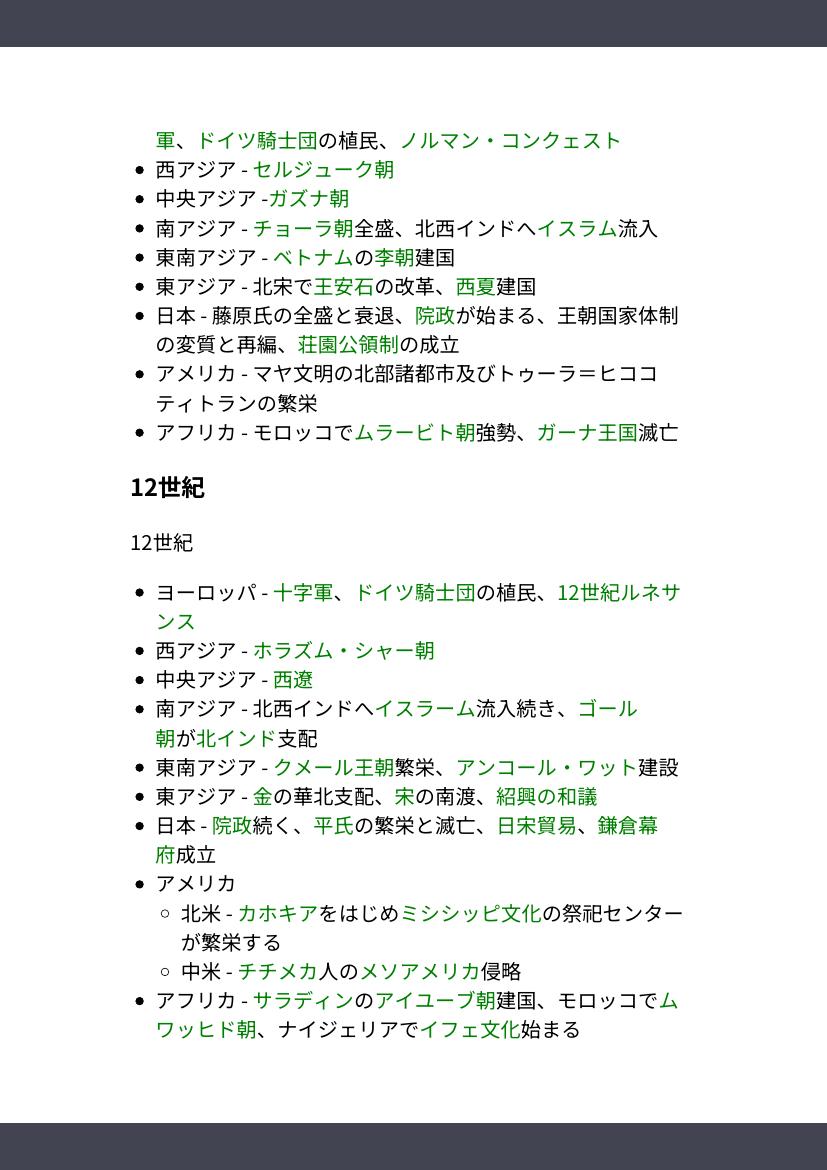 軍、ドイツ騎士団の植民、ノルマン・コンクェスト
• 西アジア - セルジューク朝
• 中央アジア -ガズナ朝
• 南アジア - チョーラ朝全盛、北西インドへイスラム流入
• 東南アジア - ベトナムの李朝建国
• 東アジア - 北宋で王安石の改革、西夏建国
• 日本 - 藤原氏の全盛と衰退、院政が始まる、王朝国家体制
の変質と再編、荘園公領制の成立
• アメリカ - マヤ文明の北部諸都市及びトゥーラ＝ヒココ
ティトランの繁栄
• アフリカ - モロッコでムラービト朝強勢、ガーナ王国滅亡
12世紀
12世紀
• ヨーロッパ - 十字軍、ドイツ騎士団の植民、12世紀ルネサ
ンス
• 西アジア - ホラズム・シャー朝
• 中央アジア - 西遼
• 南アジア - 北西インドへイスラーム流入続き、ゴール
朝が北インド支配
• 東南アジア - クメール王朝繁栄、アンコール・ワット建設
• 東アジア - 金の華北支配、宋の南渡、紹興の和議
• 日本 - 院政続く、平氏の繁栄と滅亡、日宋貿易、鎌倉幕
府成立
• アメリカ
○ 北米 - カホキアをはじめミシシッピ文化の祭祀センター
が繁栄する
○ 中米 - チチメカ人のメソアメリカ侵略
• アフリカ - サラディンのアイユーブ朝建国、モロッコでム
ワッヒド朝、ナイジェリアでイフェ文化始まる